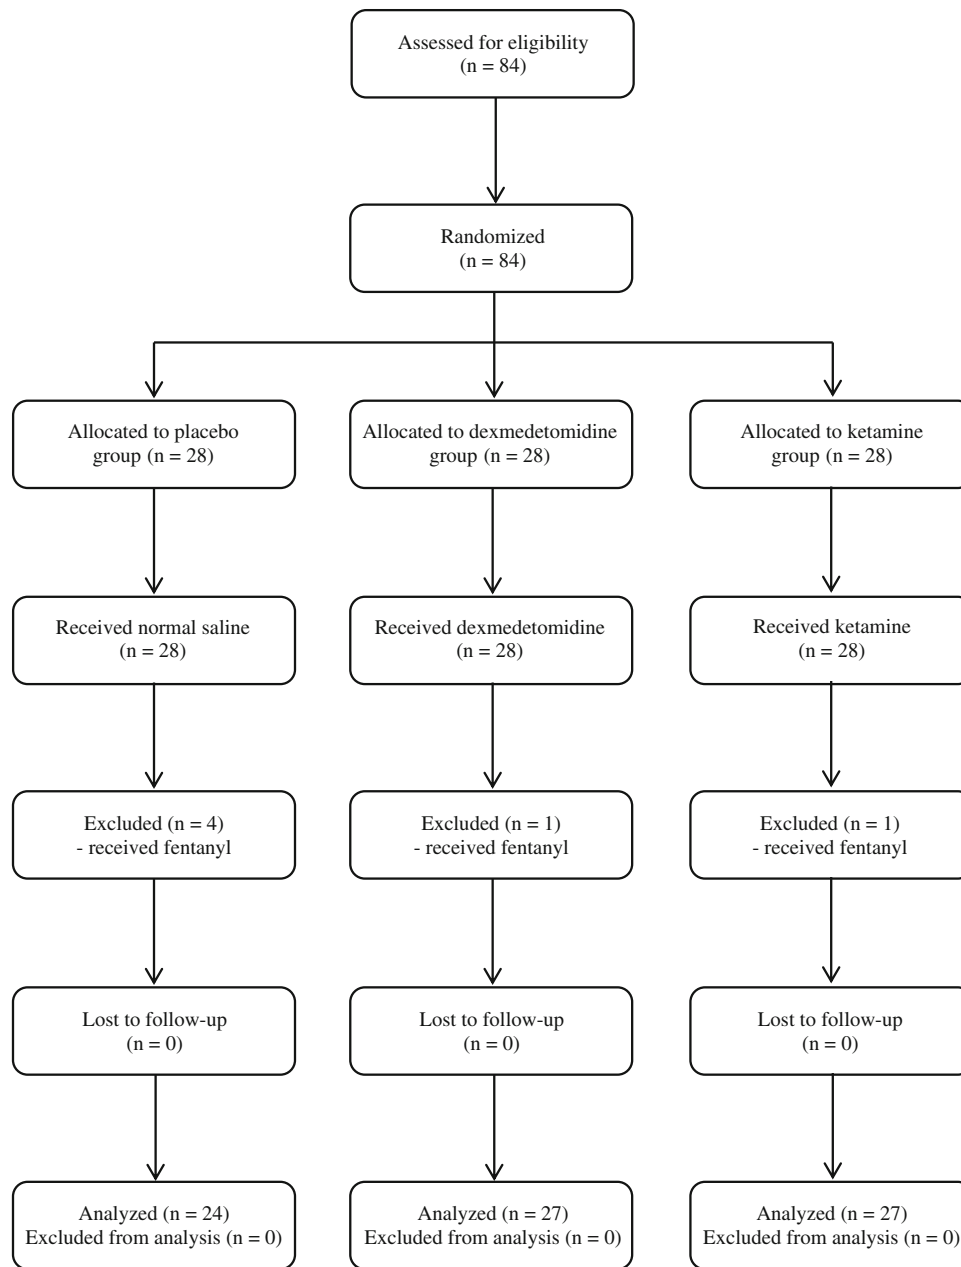 Assessed for eligibility
(n = 84)
Randomized
(n = 84)
Allocated to placebo
group (n = 28)
Allocated to dexmedetomidine
group (n = 28)
Allocated to ketamine
group (n = 28)
Received normal saline
(n = 28)
Received dexmedetomidine
(n = 28)
Received ketamine
(n = 28)
Excluded (n = 4)
- received fentanyl
Excluded (n = 1)
- received fentanyl
Excluded (n = 1)
- received fentanyl
Lost to follow-up
(n = 0)
Lost to follow-up
(n = 0)
Lost to follow-up
(n = 0)
Analyzed (n = 24)
Excluded from analysis (n = 0)
Analyzed (n = 27)
Excluded from analysis (n = 0)
Analyzed (n = 27)
Excluded from analysis (n = 0)